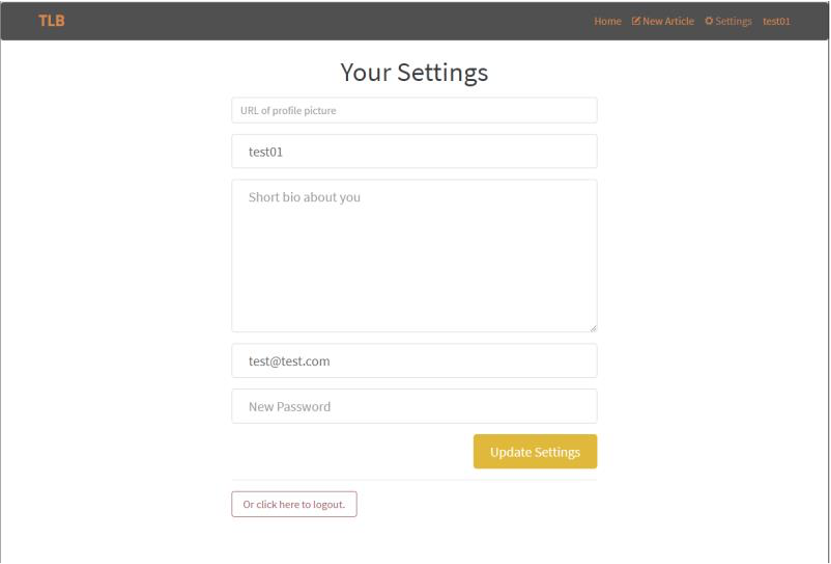 TLB
Home New Article Settings test01
Your Settings
URL of profile picture
test01
Short bio about you
test@test.com
New Password
Update Settings
Or click here to logout.